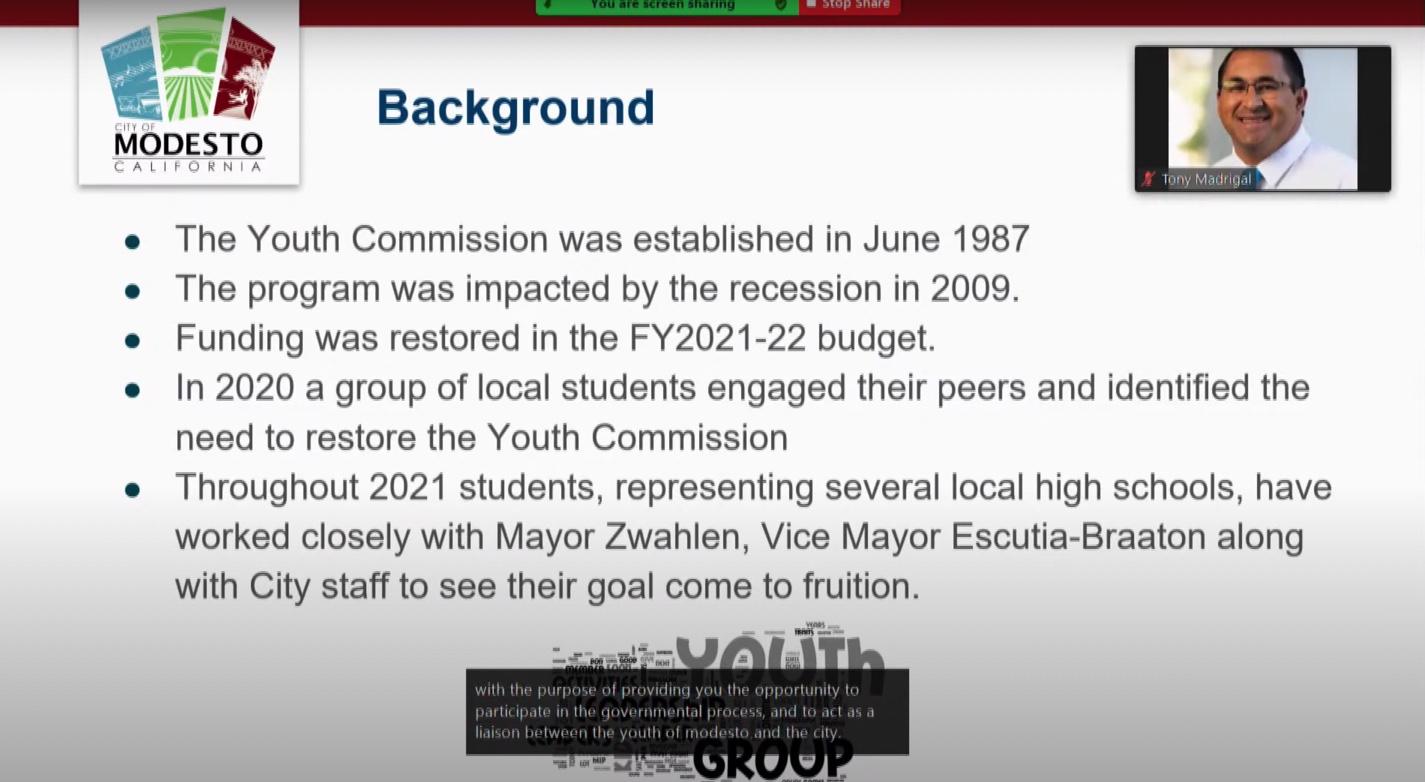 You are screen sharing
Stop Share
CITY OF
MODESTO
CALIFORNIA
Background
Tony Madrigal
● The Youth Commission was established in June 1987
● The program was impacted by the recession in 2009.
● Funding was restored in the FY2021-22 budget.
● In 2020 a group of local students engaged their peers and identified the
need to restore the Youth Commission
● Throughout 2021 students, representing several local high schools, have
worked closely with Mayor Zwahlen, Vice Mayor Escutia-Braaton along
with City staff to see their goal come to fruition.
YOUTh
with the purpose of providing you the opportunity to
participate in the governmental process, and to act as a
liaison between the youth of modesto and the city.
GROUP